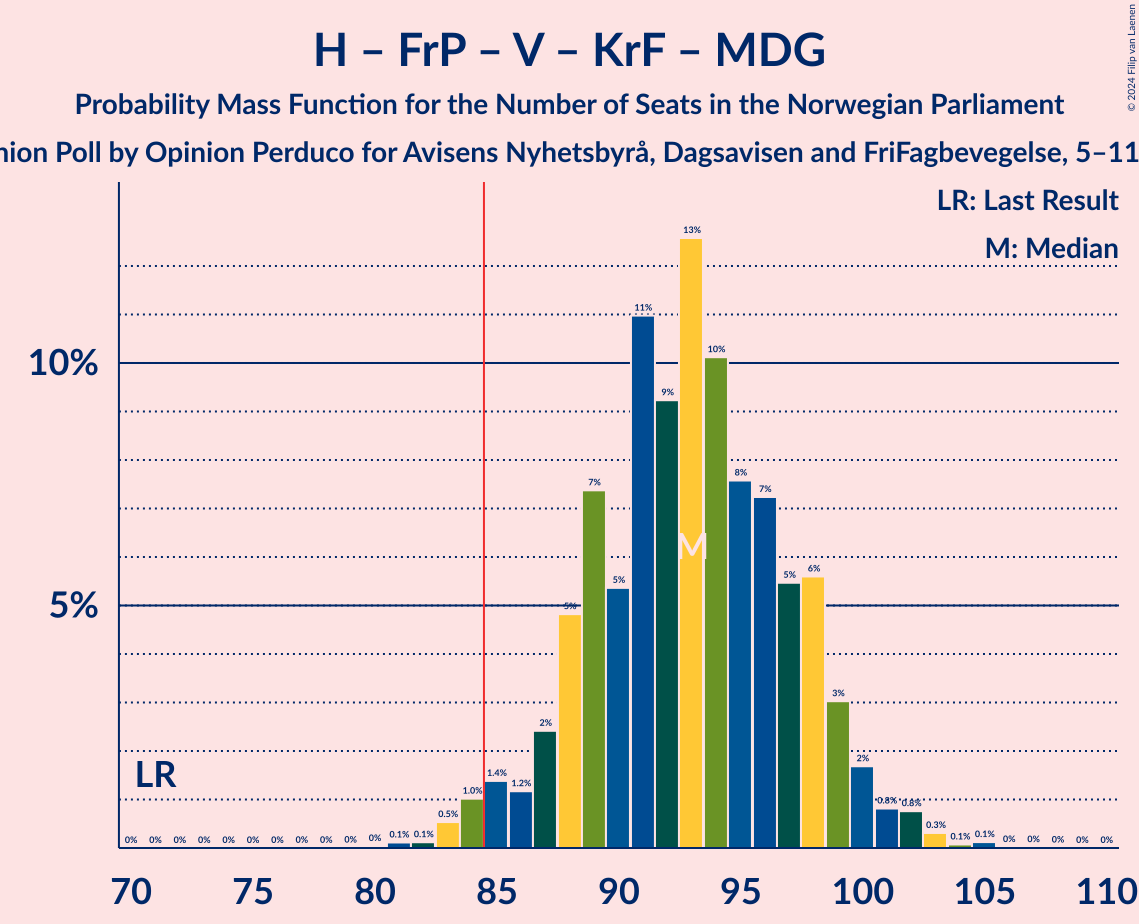 H – FrP – V – KrF – MDG
Probability Mass Function for the Number of Seats in the Norwegian Parliament
Poll by Opinion Perduco for Avisens Nyhetsbyrå, Dagsavisen and FriFagbevegelse, 5–11
© 2024 Filip van Laenen
LR: Last Result
M: Median
10%
5%
LR
M
0% 0% 0% 0% 0% 0% 0% 0% 0% 0% 0% 0.1% 0.1% 0.5% 1.0% 1.4% 1.2% 2% 5% 7% 5% 11% 9% 13% 10% 8% 7% 5% 6% 3% 2% 0.8% 0.8% 0.3% 0.1% 0.1% 0% 0% 0% 0% 0%
70 75 80 85 90 95 100 105 110